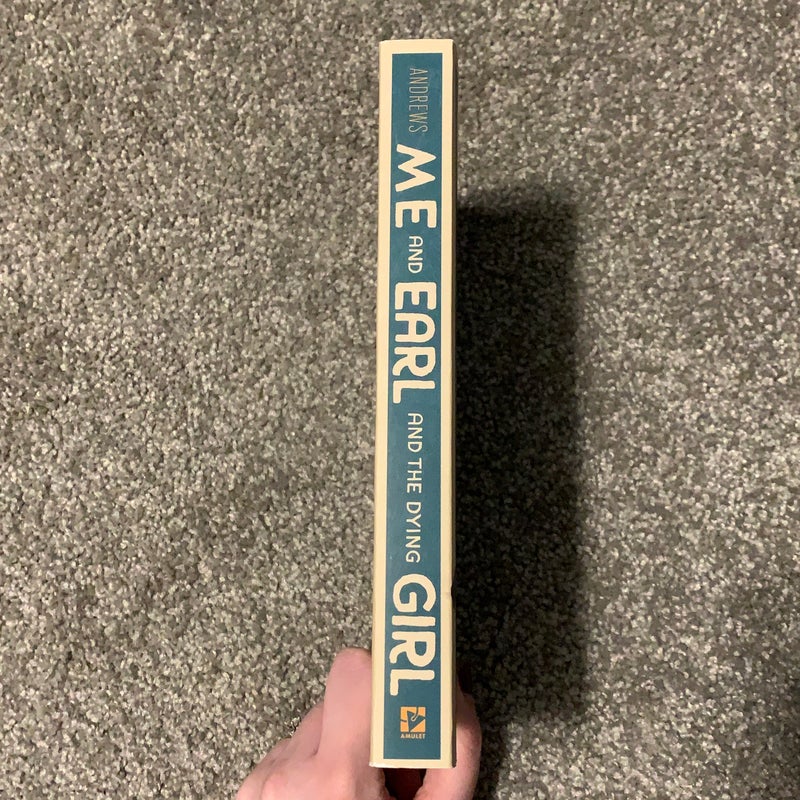 ANDREWS
ME AND EARL AND THE DYING GIRL
AMULET